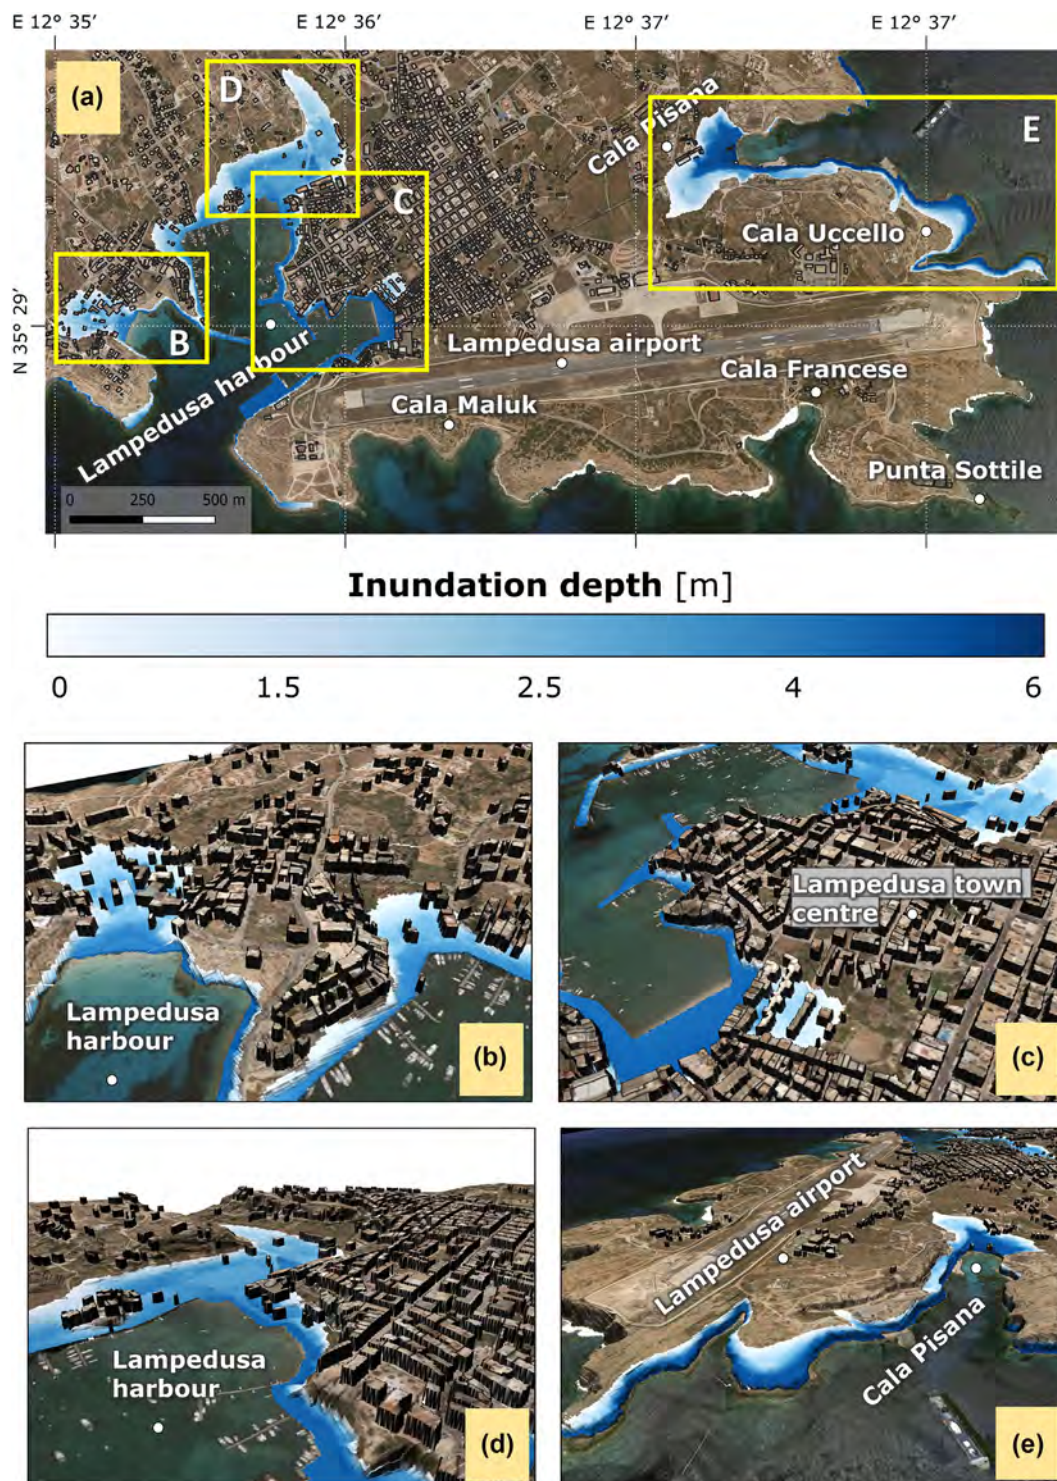 E 12° 35′
E 12° 36′
E 12° 37′
E 12° 37′
(a)
D
Cala Pisana
E
C
Cala Uccello
N 35° 29′
B
Lampedusa harbour
Lampedusa airport
Cala Francese
Cala Maluk
Punta Sottile
0 250 500 m
Inundation depth [m]
0 1.5 2.5 4 6
Lampedusa
harbour
(b)
Lampedusa town
centre
(c)
Lampedusa
harbour
(d)
Lampedusa airport
Cala Pisana
(e)